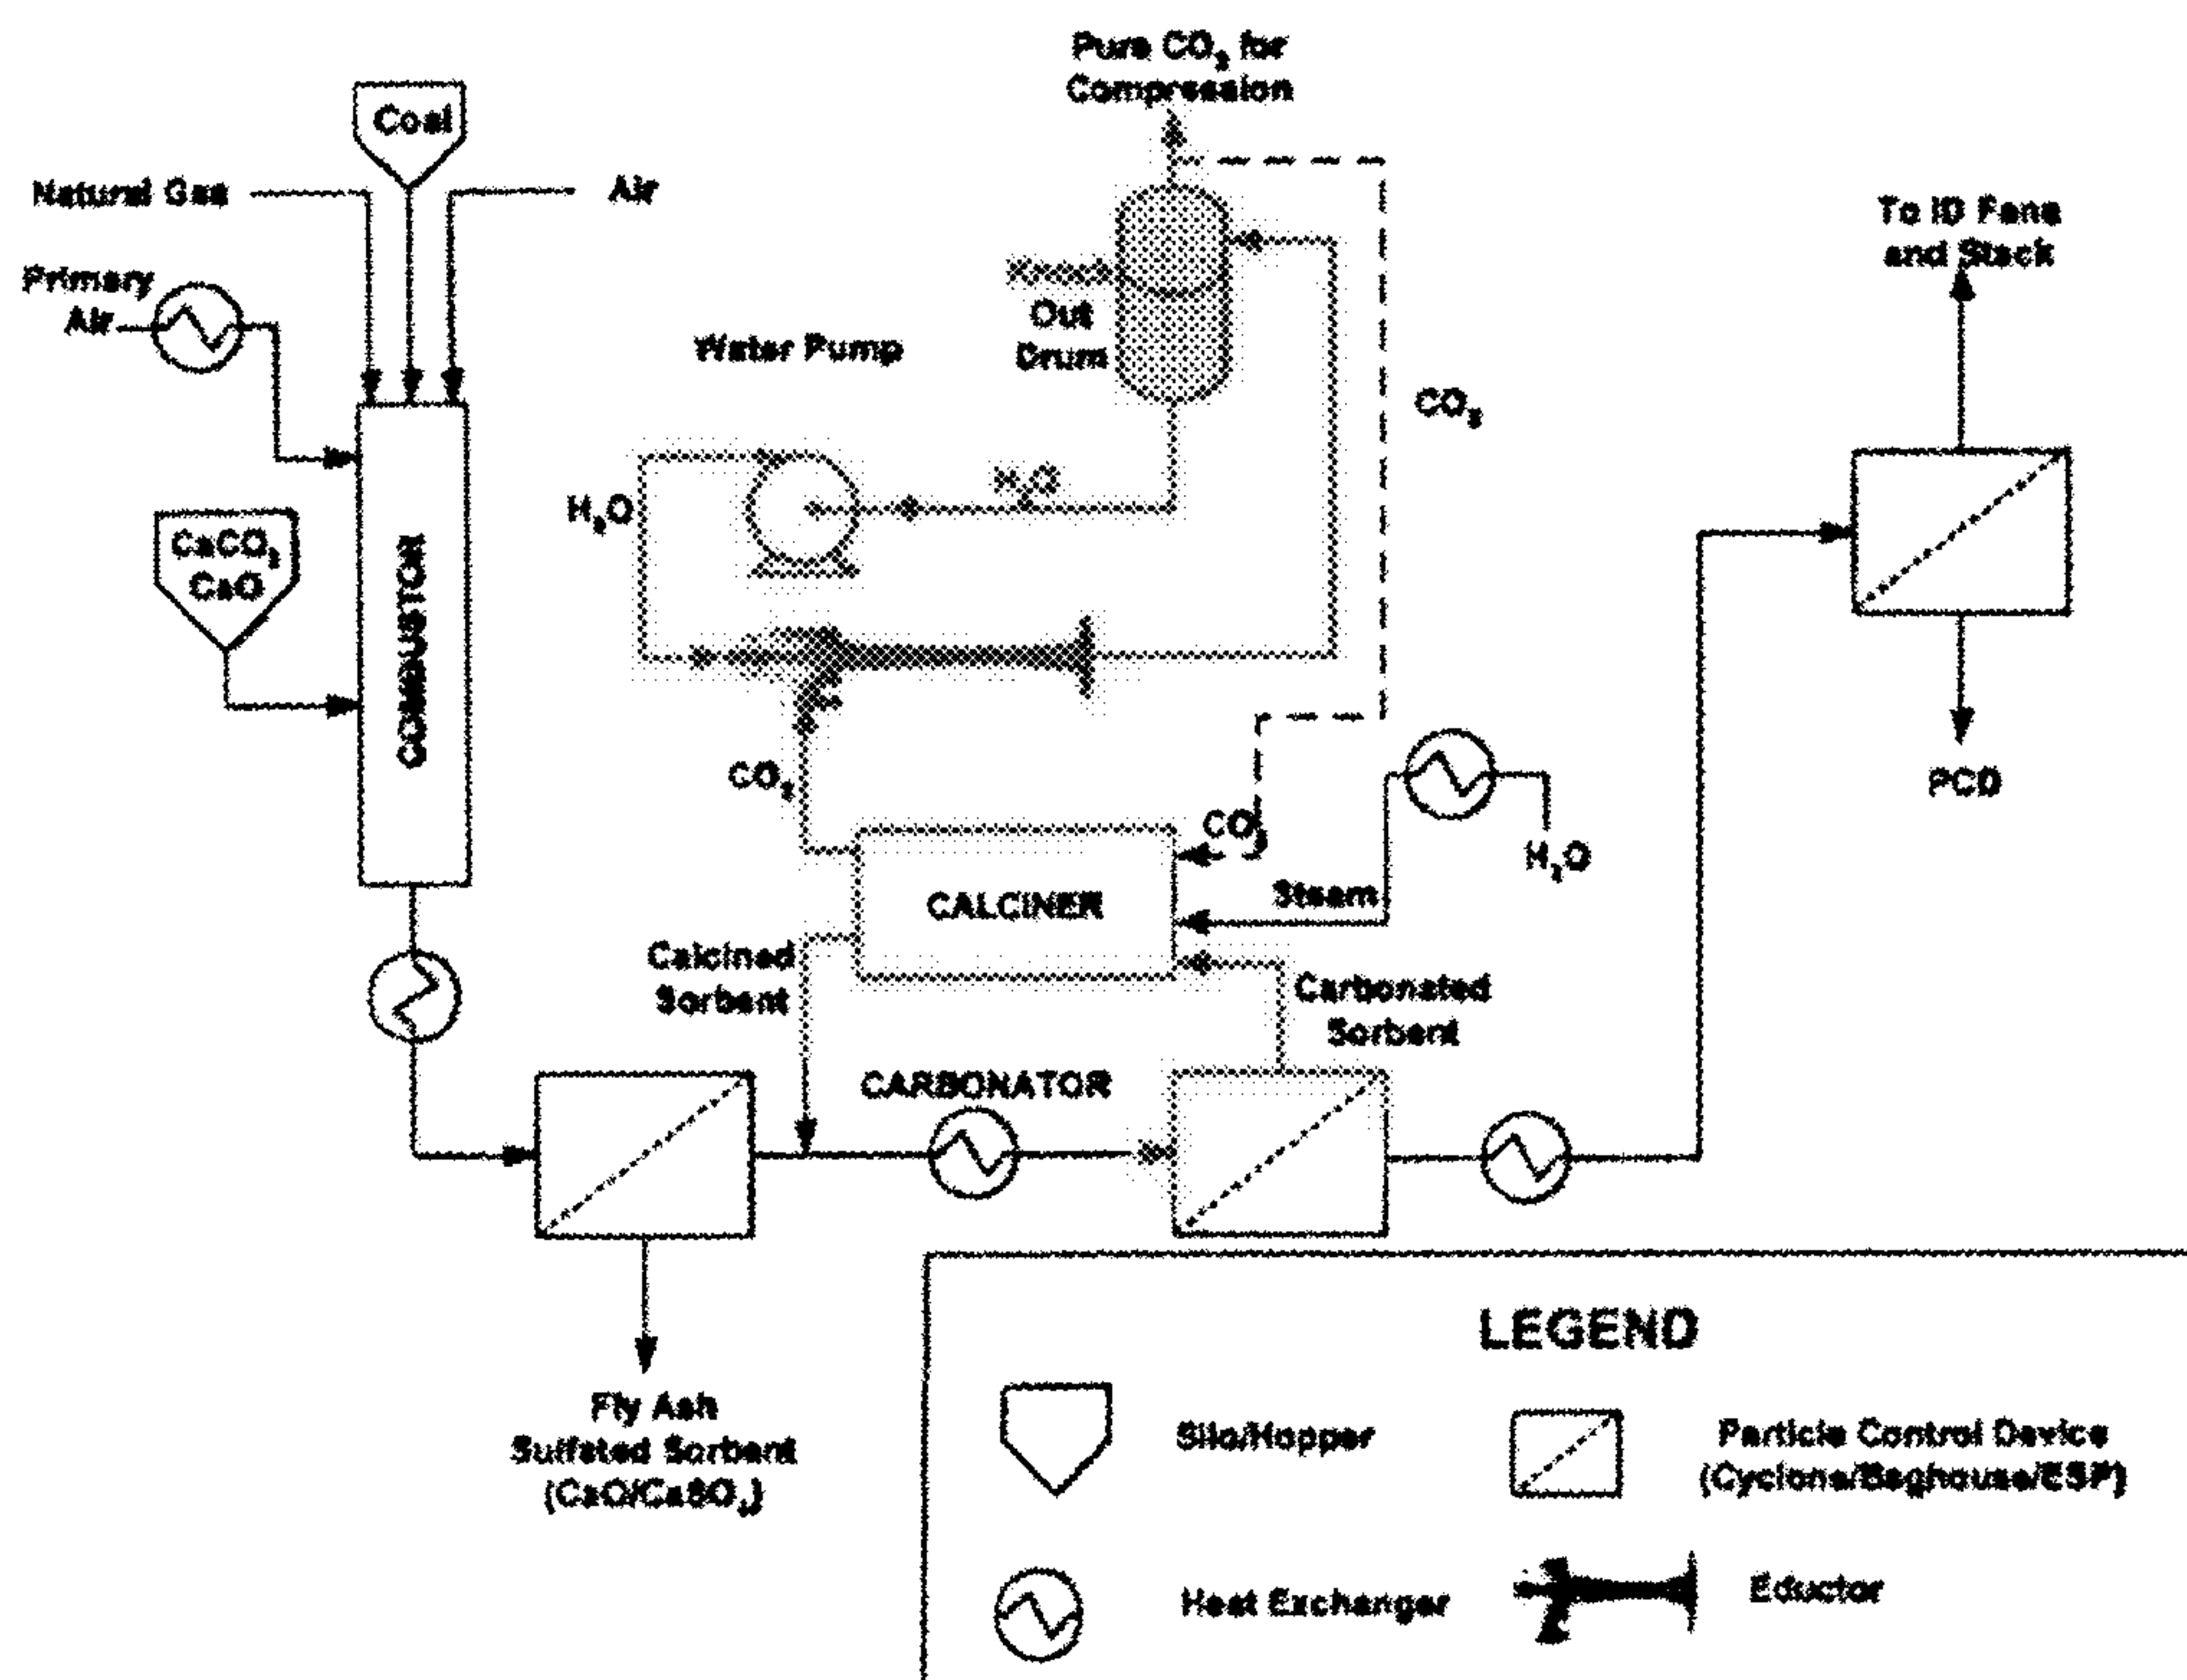 Pure CO₂ for
Compression
Coal
Natural Gas
Air
To ID Fans
and Stack
Primary
Air
Out
Drum
Water Pump
CO₂
H₂O
H₂O
CaCO₃
CaO
COMBUSTOR
CO₂
PCD
CO₂
H₂O
CALCINER
Steam
Calcined
Sorbent
Carbonated
Sorbent
CARBONATOR
LEGEND
Fly Ash
Sulfated Sorbent
(CaO/CaSO₄)
Silo/Hopper
Particle Control Device
(Cyclone/Baghouse/ESP)
Heat Exchanger
Eductor